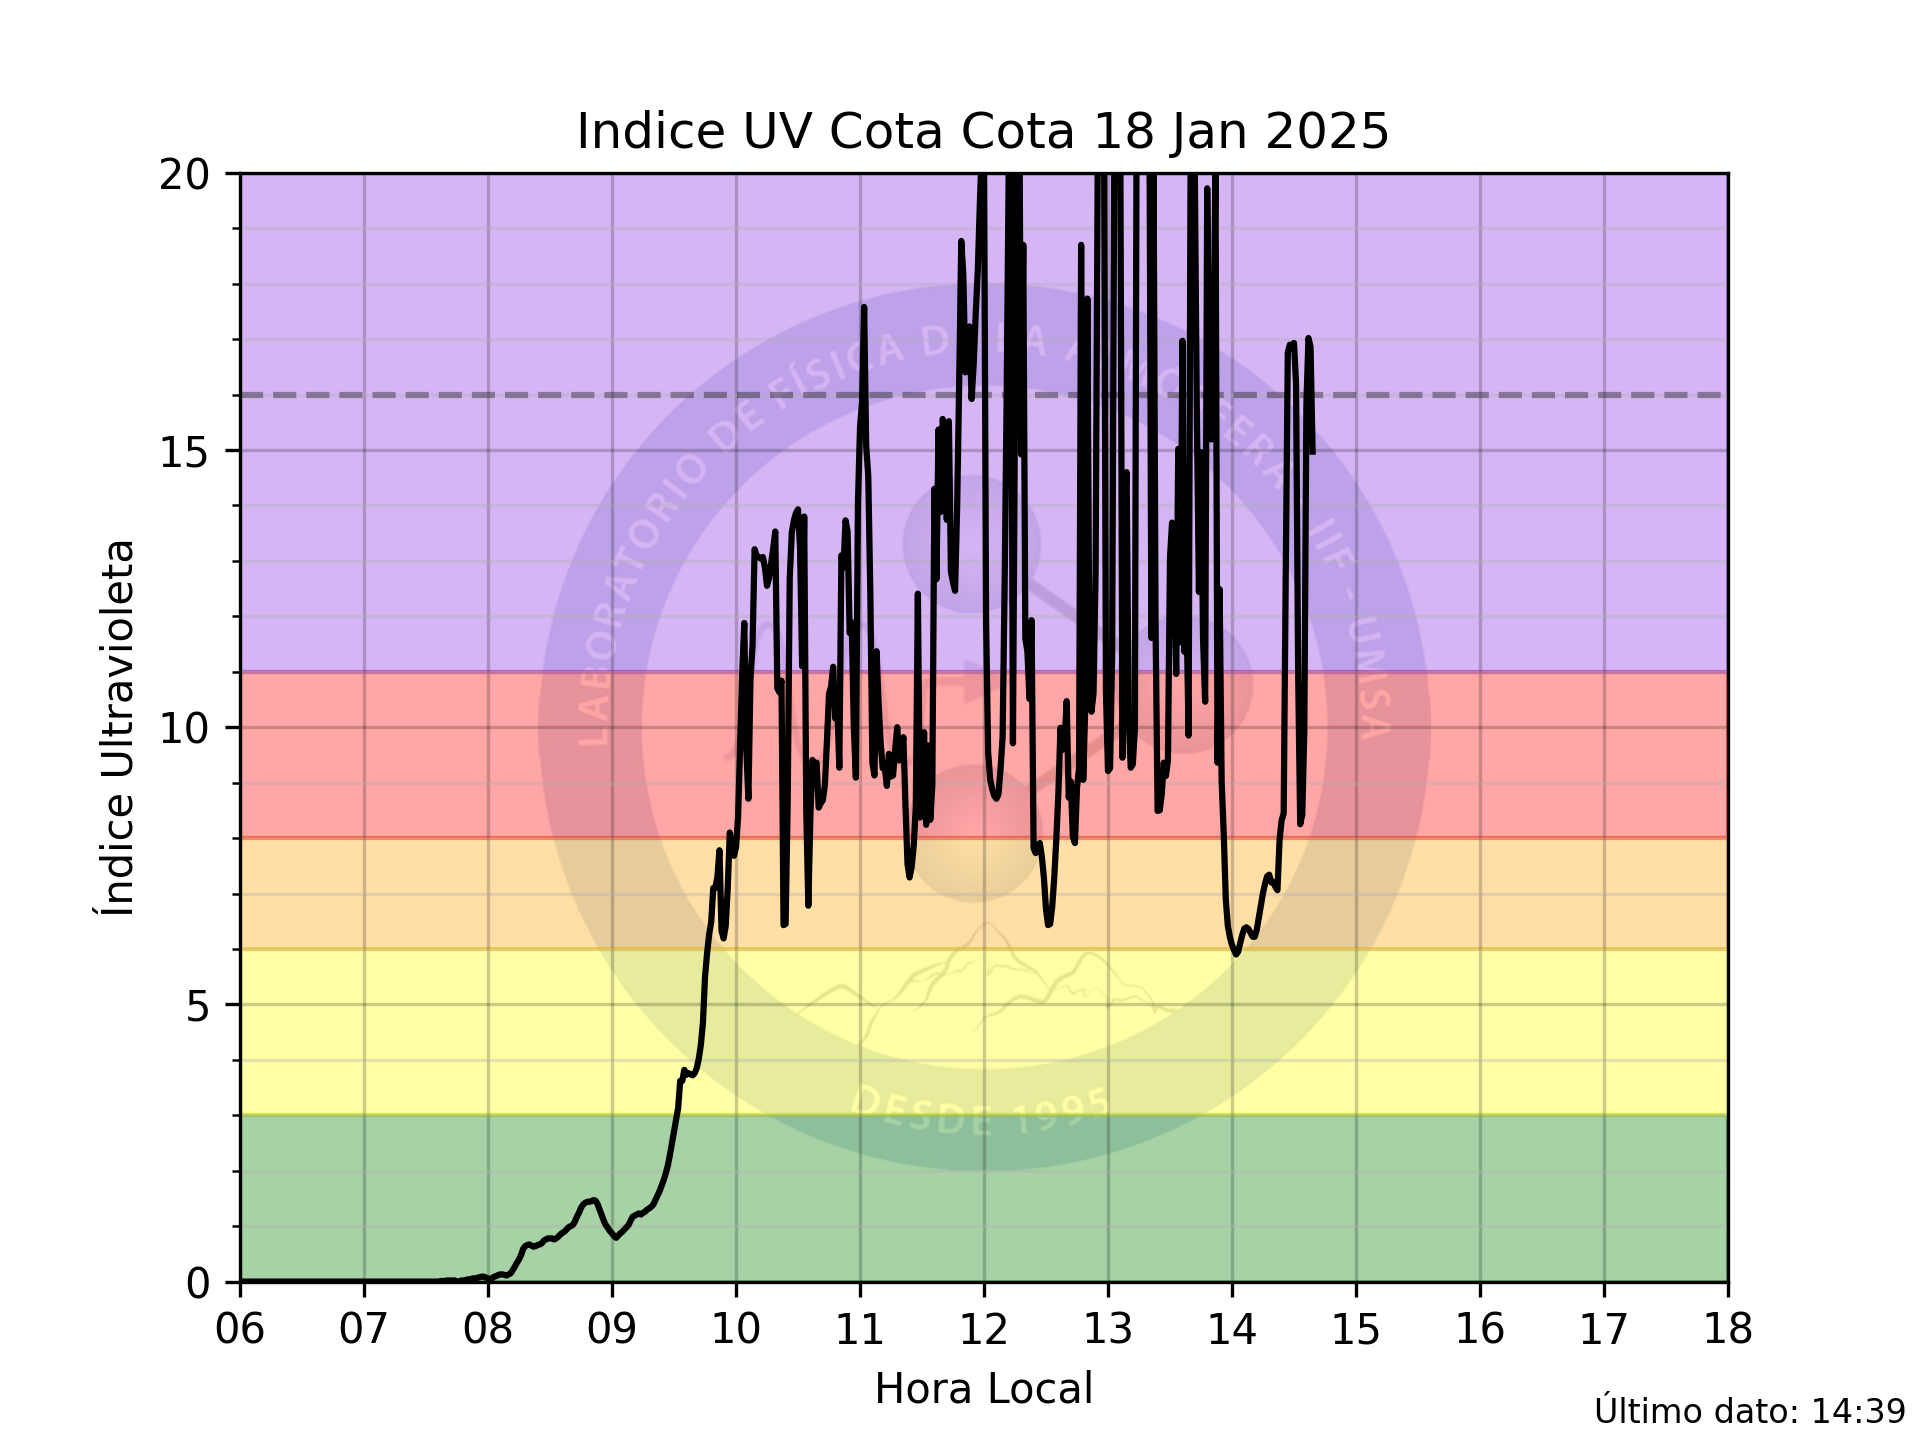 Indice UV Cota Cota 18 Jan 2025
20
15
10
5
0
Índice Ultravioleta
LABORATORIO DE FÍSICA DE LA ATMÓSFERA IIF - UMSA
DESDE 1995
06 07 08 09 10 11 12 13 14 15 16 17 18
Hora Local
Último dato: 14:39